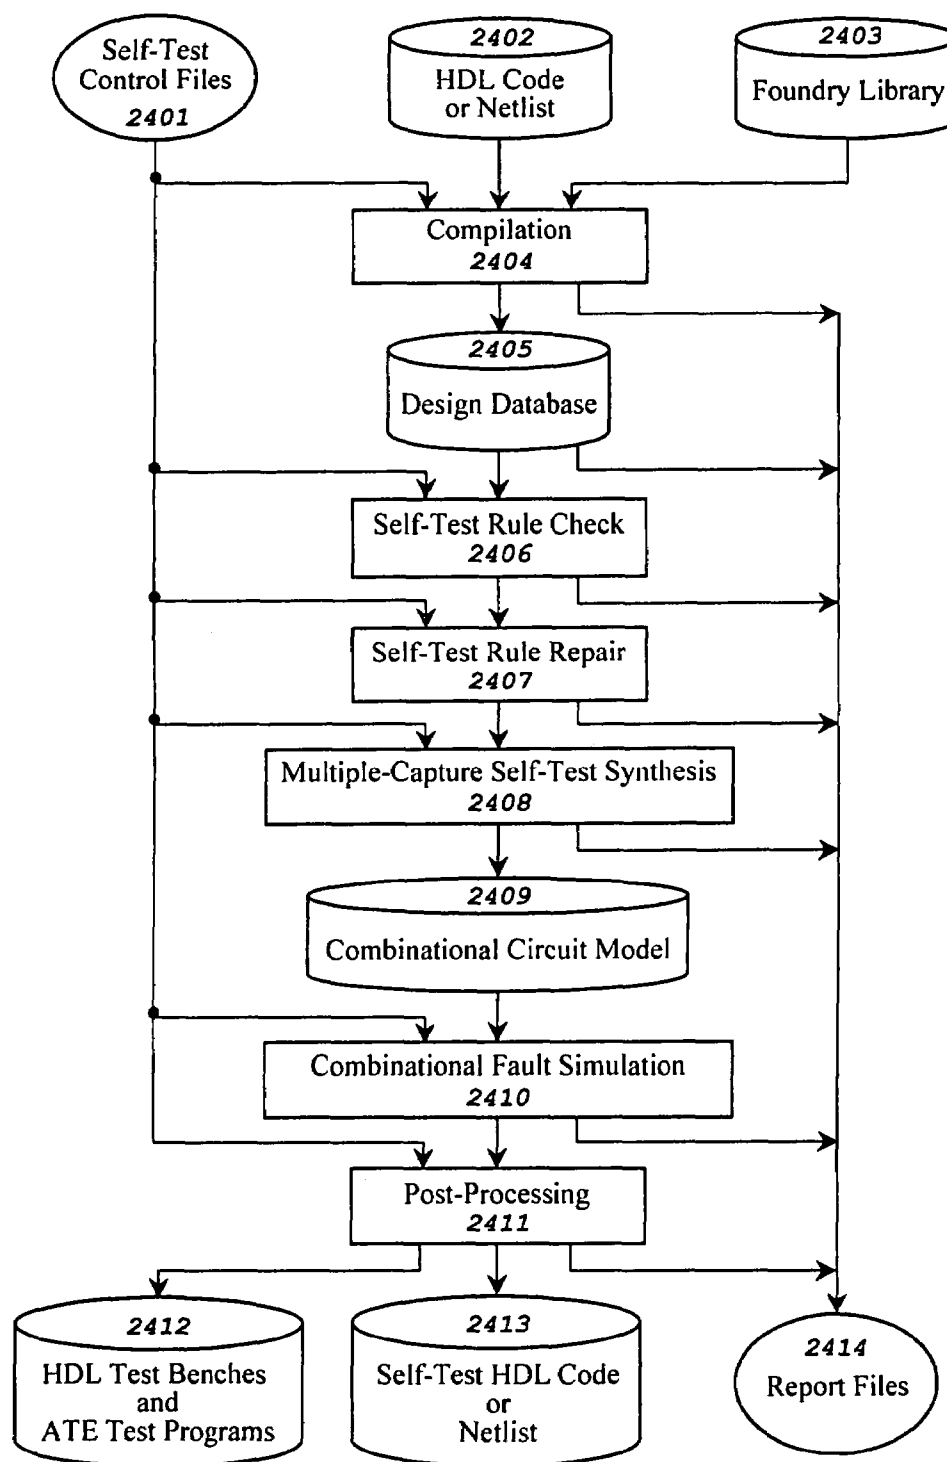 Self-Test
Control Files
2401
2402
HDL Code
or Netlist
2403
Foundry Library
Compilation
2404
2405
Design Database
Self-Test Rule Check
2406
Self-Test Rule Repair
2407
Multiple-Capture Self-Test Synthesis
2408
2409
Combinational Circuit Model
Combinational Fault Simulation
2410
Post-Processing
2411
2412
HDL Test Benches
and
ATE Test Programs
2413
Self-Test HDL Code
or
Netlist
2414
Report Files